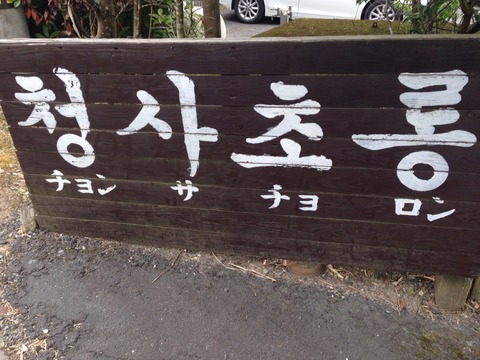 청사초롱
チョン サ チョ ロン